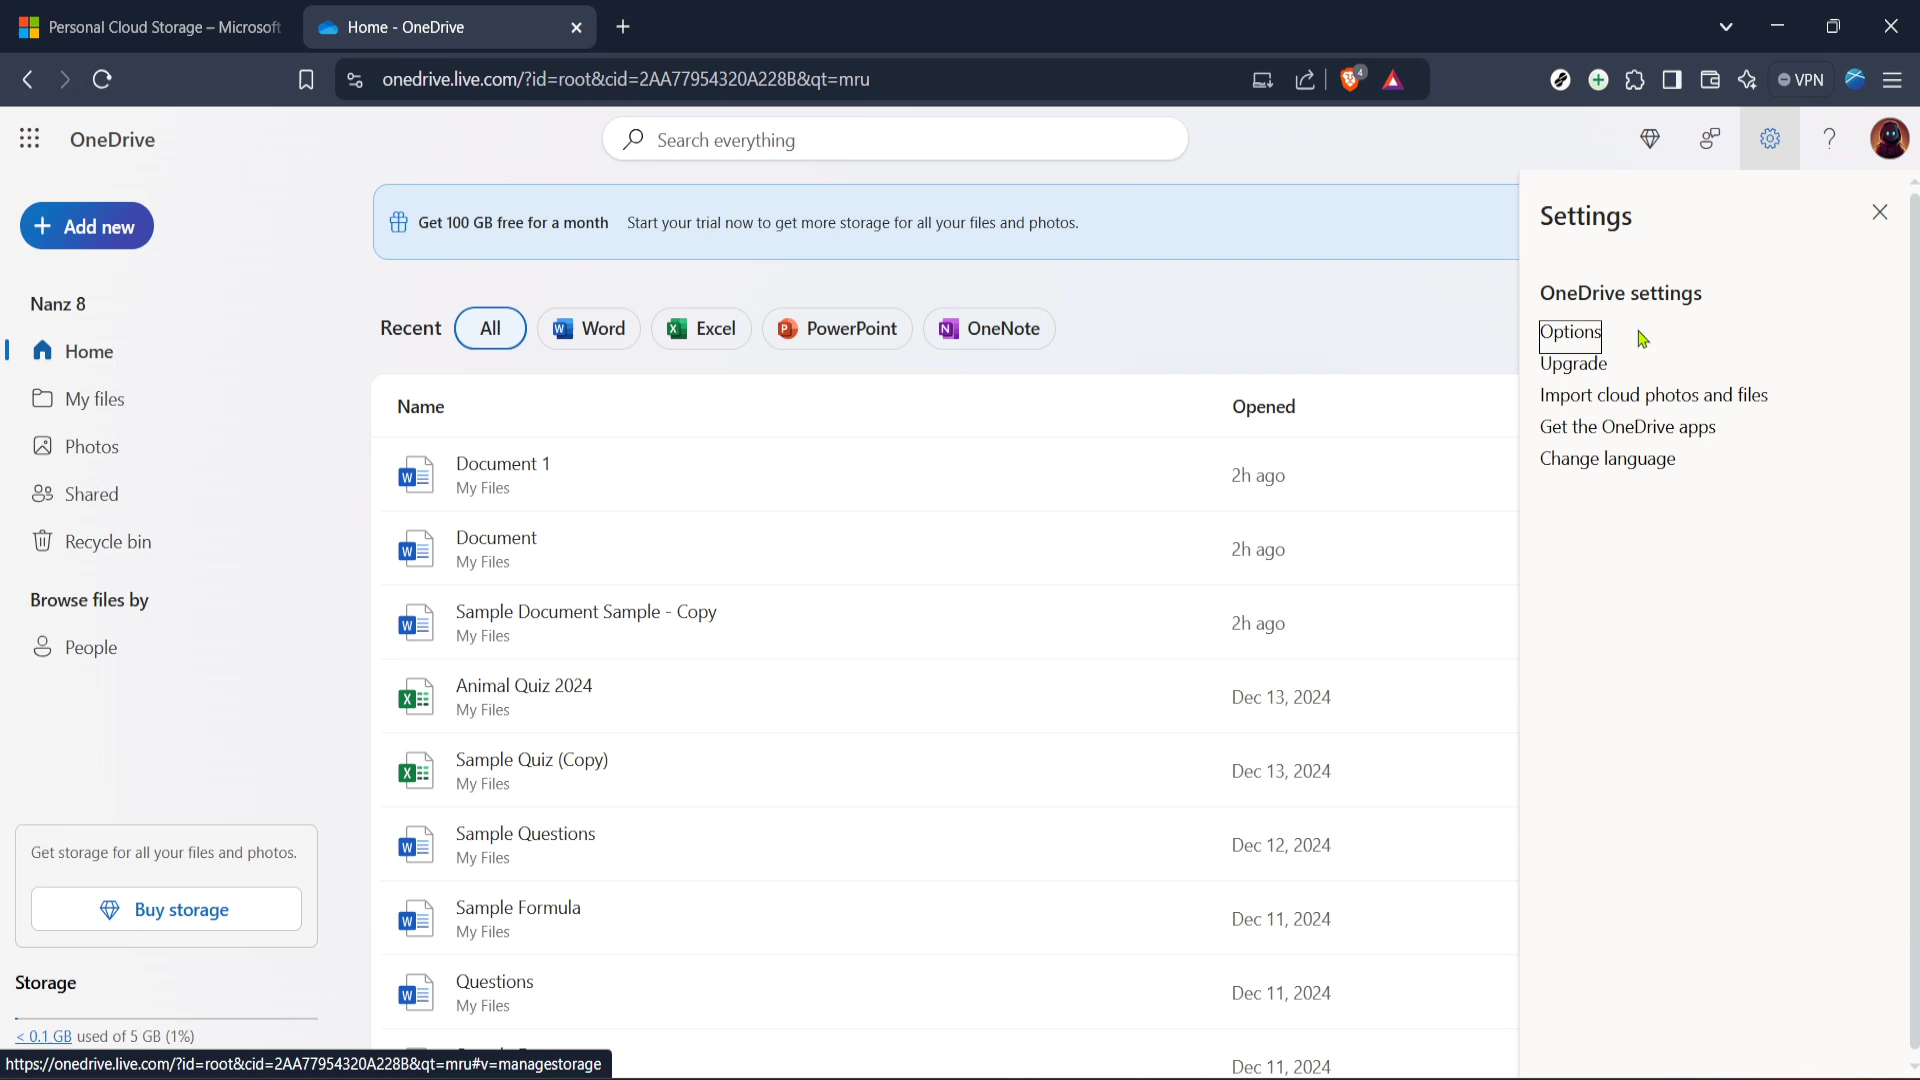 Personal Cloud Storage – Microsoft
Home - OneDrive
onedrive.live.com/?id=root&cid=2AA77954320A228B&qt=mru
4
VPN
OneDrive
Search everything
Add new
Get 100 GB free for a month Start your trial now to get more storage for all your files and photos.
Settings
Nanz 8
OneDrive settings
Recent All Word Excel PowerPoint OneNote
Options
Home
Upgrade
My files
Import cloud photos and files
Name Opened
Get the OneDrive apps
Photos
Change language
Document 1
My Files
2h ago
Shared
Document
My Files
2h ago
Recycle bin
Browse files by
Sample Document Sample - Copy
My Files
2h ago
People
Animal Quiz 2024
My Files
Dec 13, 2024
Sample Quiz (Copy)
My Files
Dec 13, 2024
Sample Questions
My Files
Dec 12, 2024
Get storage for all your files and photos.
Buy storage
Sample Formula
My Files
Dec 11, 2024
Storage
Questions
My Files
Dec 11, 2024
< 0.1 GB used of 5 GB (1%)
Dec 11, 2024
https://onedrive.live.com/?id=root&cid=2AA77954320A228B&qt=mru#v=managestorage